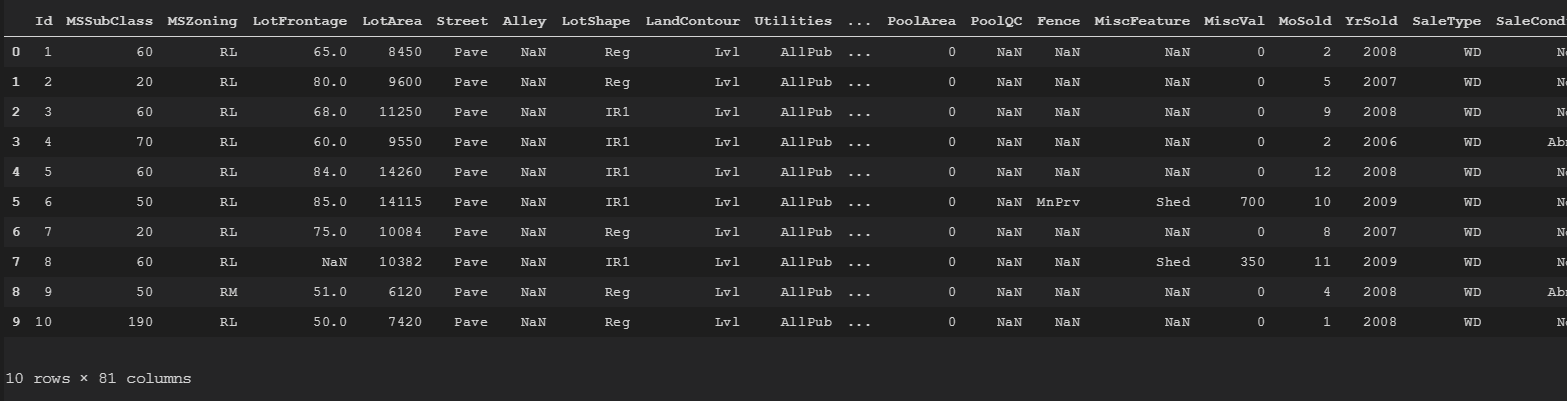 Id MSSubClass MSZoning LotFrontage LotArea Street Alley LotShape LandContour Utilities ... PoolArea PoolQC Fence MiscFeature MiscVal MoSold YrSold SaleType SaleCond
0 1 60 RL 65.0 8450 Pave NaN Reg Lvl AllPub ... 0 NaN NaN NaN 0 2 2008 WD
1 2 20 RL 80.0 9600 Pave NaN Reg Lvl AllPub ... 0 NaN NaN NaN 0 5 2007 WD
2 3 60 RL 68.0 11250 Pave NaN IR1 Lvl AllPub ... 0 NaN NaN NaN 0 9 2008 WD
3 4 70 RL 60.0 9550 Pave NaN IR1 Lvl AllPub ... 0 NaN NaN NaN 0 2 2006 WD
4 5 60 RL 84.0 14260 Pave NaN IR1 Lvl AllPub ... 0 NaN NaN NaN 0 12 2008 WD
5 6 50 RL 85.0 14115 Pave NaN IR1 Lvl AllPub ... 0 NaN MnPrv Shed 700 10 2009 WD
6 7 20 RL 75.0 10084 Pave NaN Reg Lvl AllPub ... 0 NaN NaN NaN 0 8 2007 WD
7 8 60 RL NaN 10382 Pave NaN IR1 Lvl AllPub ... 0 NaN NaN Shed 350 11 2009 WD
8 9 50 RM 51.0 6120 Pave NaN Reg Lvl AllPub ... 0 NaN NaN NaN 0 4 2008 WD
9 10 190 RL 50.0 7420 Pave NaN Reg Lvl AllPub ... 0 NaN NaN NaN 0 1 2008 WD
10 rows × 81 columns